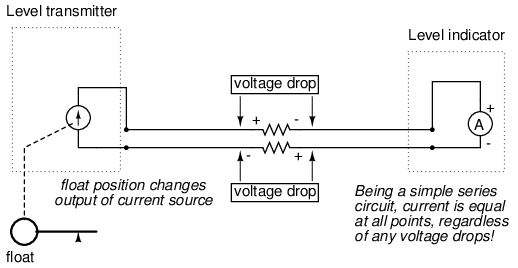 Level transmitter
Level indicator
voltage drop
+ -
A
+
-
- +
voltage drop
float position changes
output of current source
Being a simple series
circuit, current is equal
at all points, regardless
of any voltage drops!
float